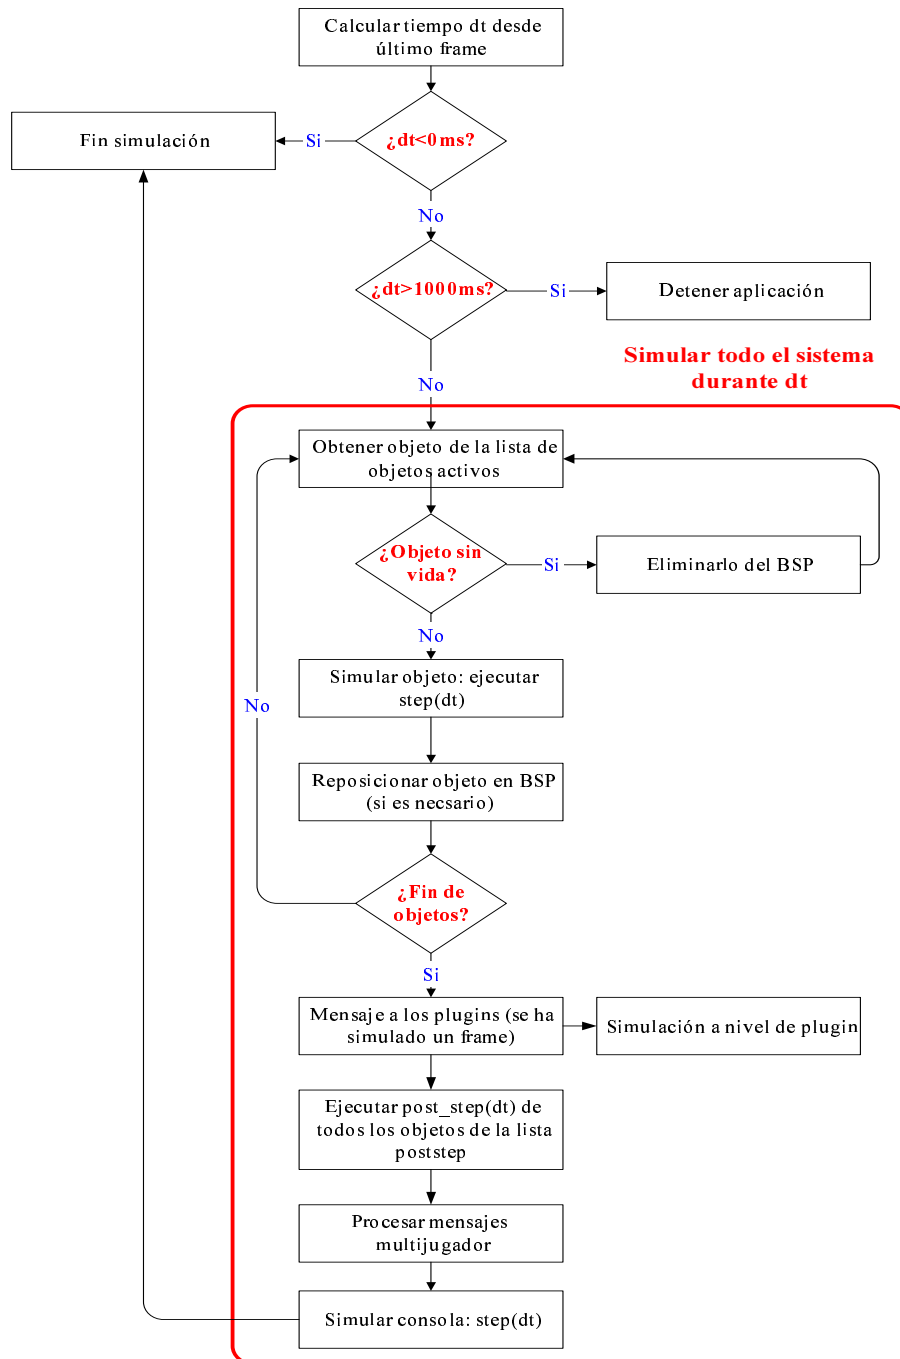 Calcular tiempo dt desde
último frame
Fin simulación
Si
¿dt<0ms?
No
¿dt>1000ms?
Si
Detener aplicación
Simular todo el sistema
durante dt
No
Obtener objeto de la lista de
objetos activos
¿Objeto sin
vida?
Si
Eliminarlo del BSP
No
Simular objeto: ejecutar
step(dt)
No
Reposicionar objeto en BSP
(si es necsario)
¿Fin de
objetos?
Si
Mensaje a los plugins (se ha
simulado un frame)
Simulación a nivel de plugin
Ejecutar post_step(dt) de
todos los objetos de la lista
poststep
Procesar mensajes
multijugador
Simular consola: step(dt)